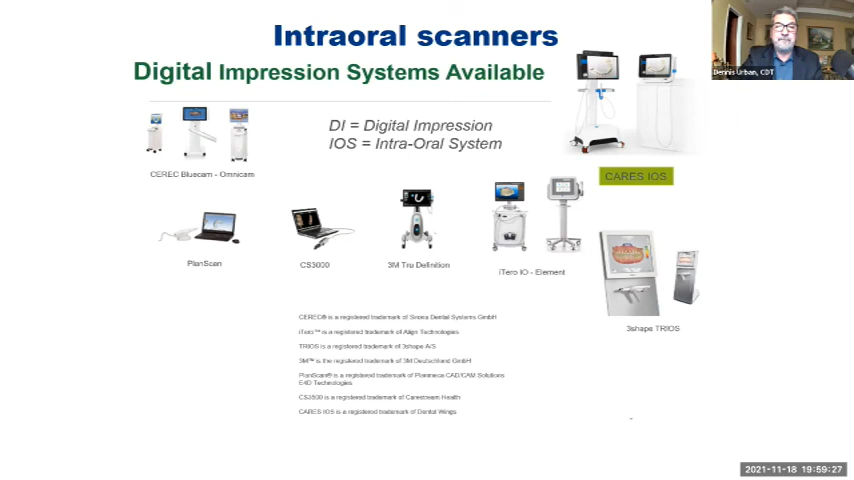 Intraoral scanners
Digital Impression Systems Available
Dennis Urban, CDT
DI = Digital Impression
IOS = Intra-Oral System
CEREC Bluecam - Omnicam
CARES IOS
PlanScan
CS3000
3M Tru Definition
iTero IO - Element
3shape TRIOS
CEREC® is a registered trademark of Sirona Dental Systems GmbH
iTero™ is a registered trademark of Align Technologies
TRIOS is a registered trademark of 3shape A/S
3M™ is the registered trademark of 3M Deutschland GmbH
PlanScan® is a registered trademark of Planmeca CAD/CAM Solutions
E4D Technologies
CS3500 is a registered trademark of Carestream Health
CARES IOS is a registered trademark of Dental Wings
2021-11-18 19:59:27